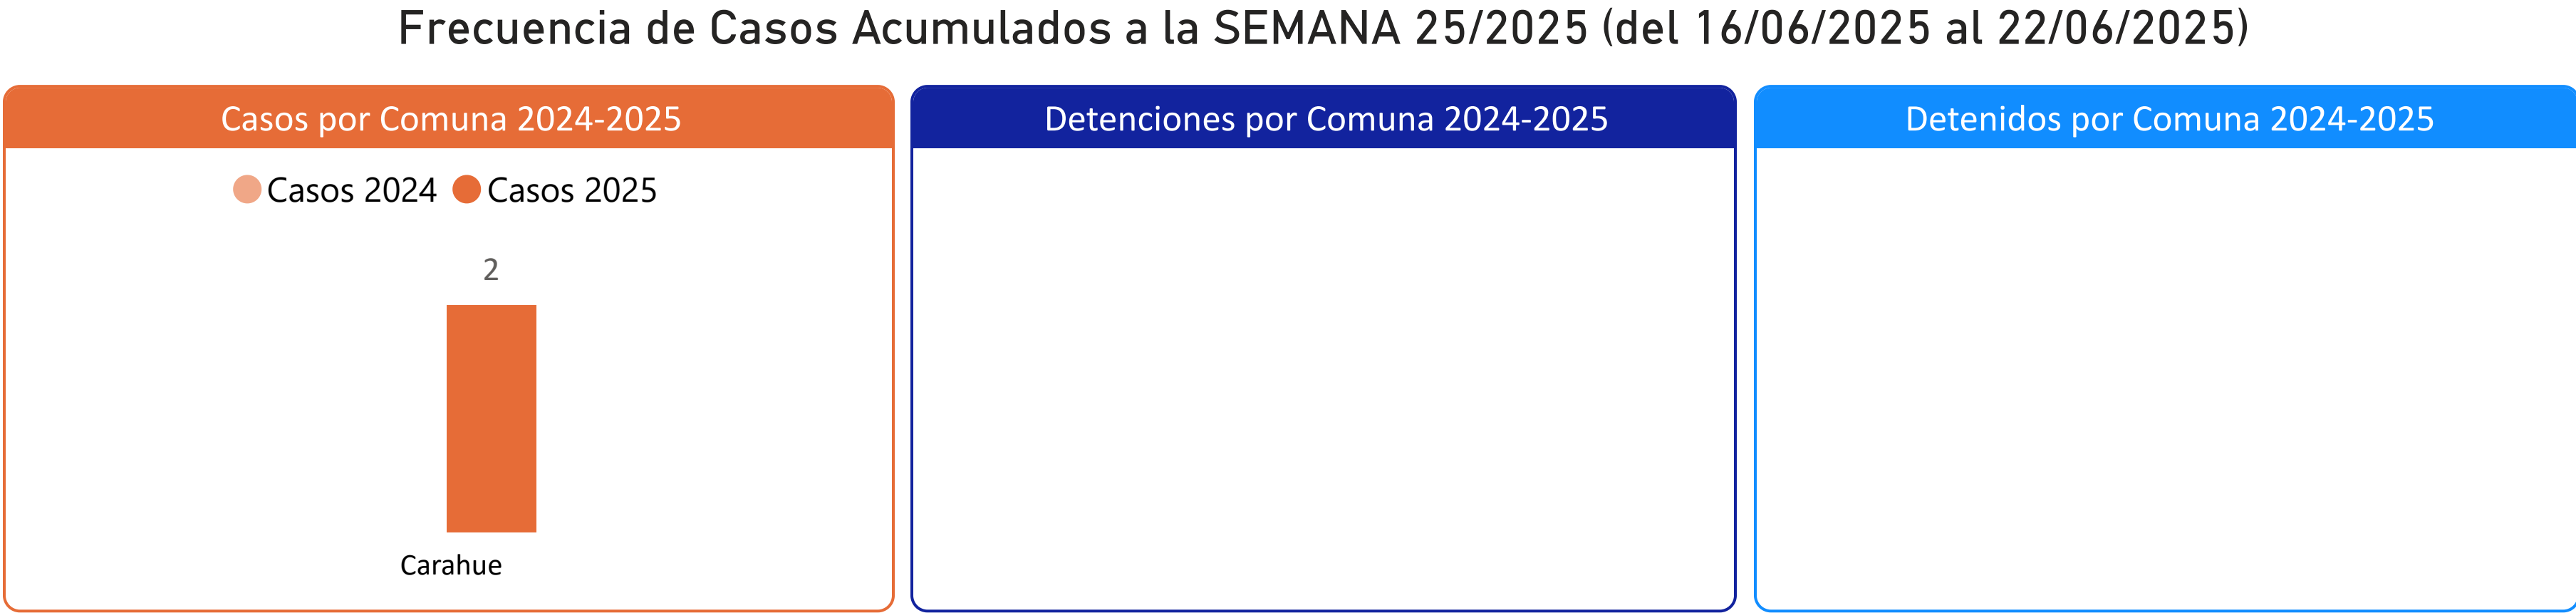 Frecuencia de Casos Acumulados a la SEMANA 25/2025 (del 16/06/2025 al 22/06/2025)
Casos por Comuna 2024-2025
Casos 2024 Casos 2025
2
Carahue
Detenciones por Comuna 2024-2025
Detenidos por Comuna 2024-2025